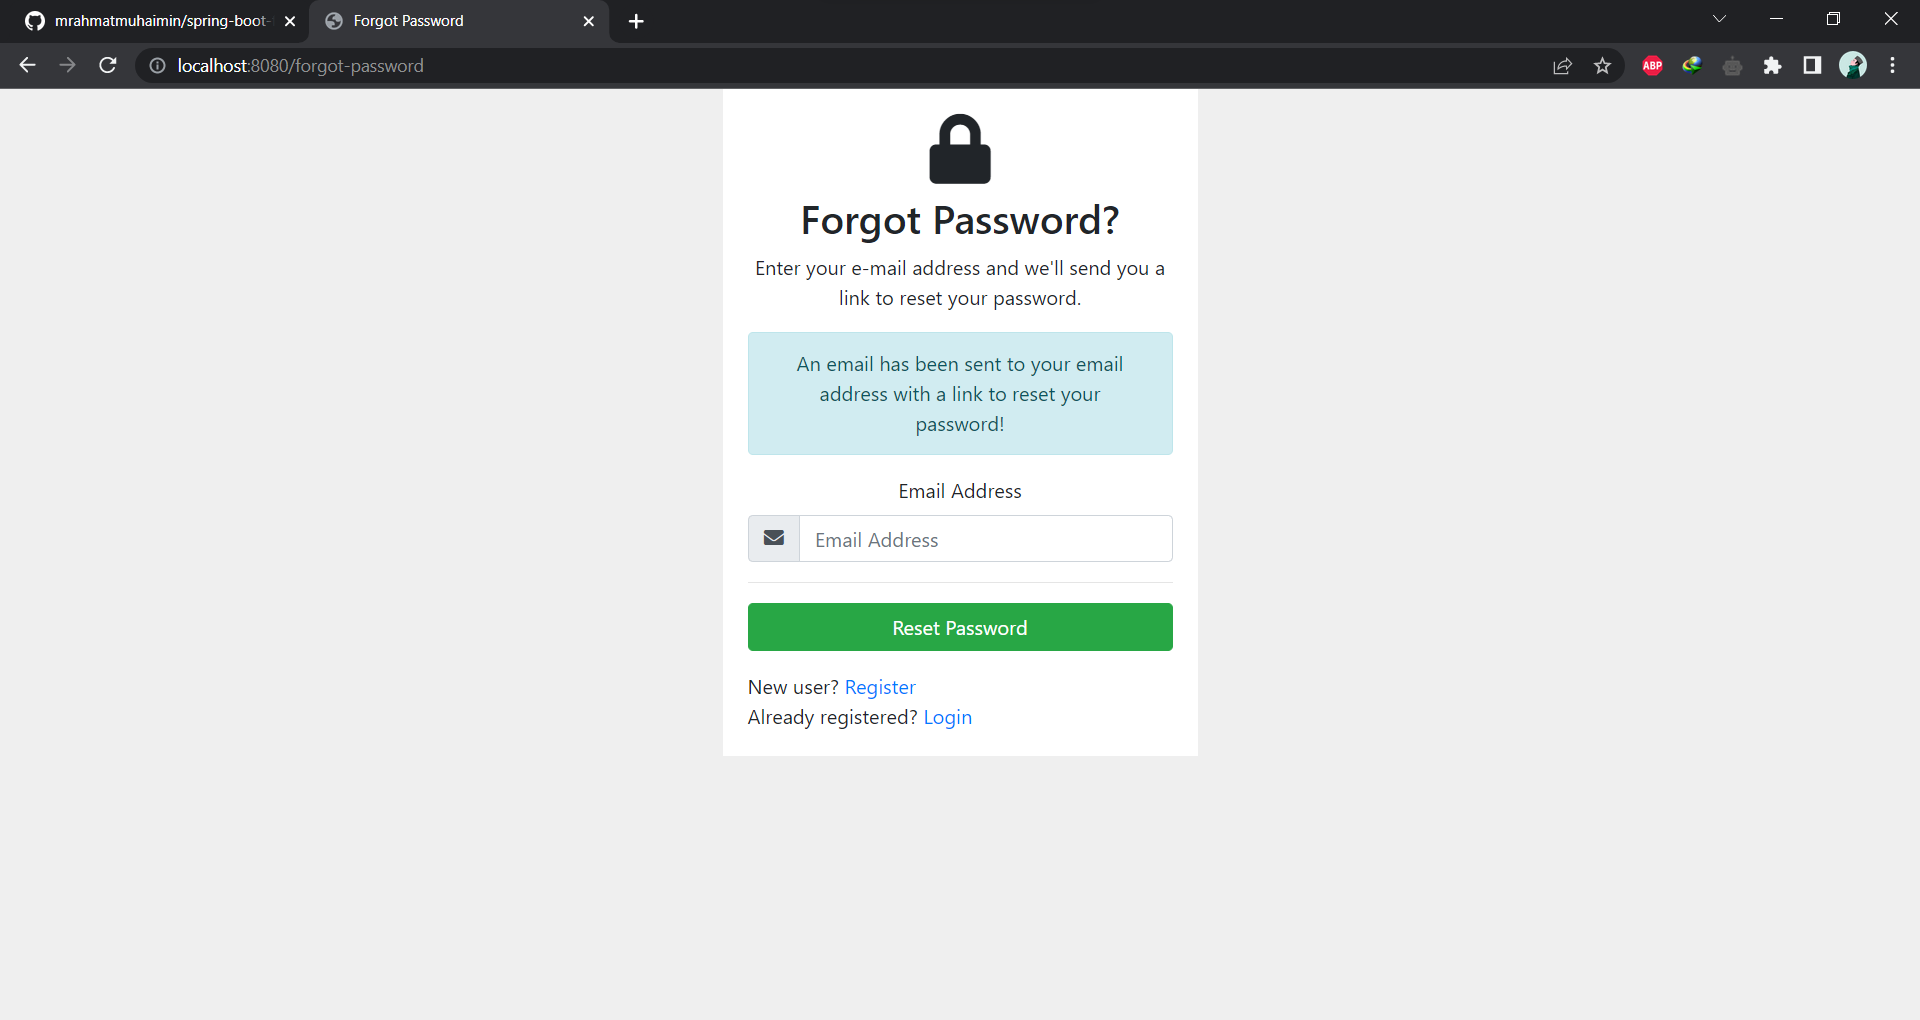 mrahmatmuhaimin/spring-boot-
Forgot Password
localhost:8080/forgot-password
ABP
Forgot Password?
Enter your e-mail address and we'll send you a
link to reset your password.
An email has been sent to your email
address with a link to reset your
password!
Email Address
Email Address
Reset Password
New user? Register
Already registered? Login